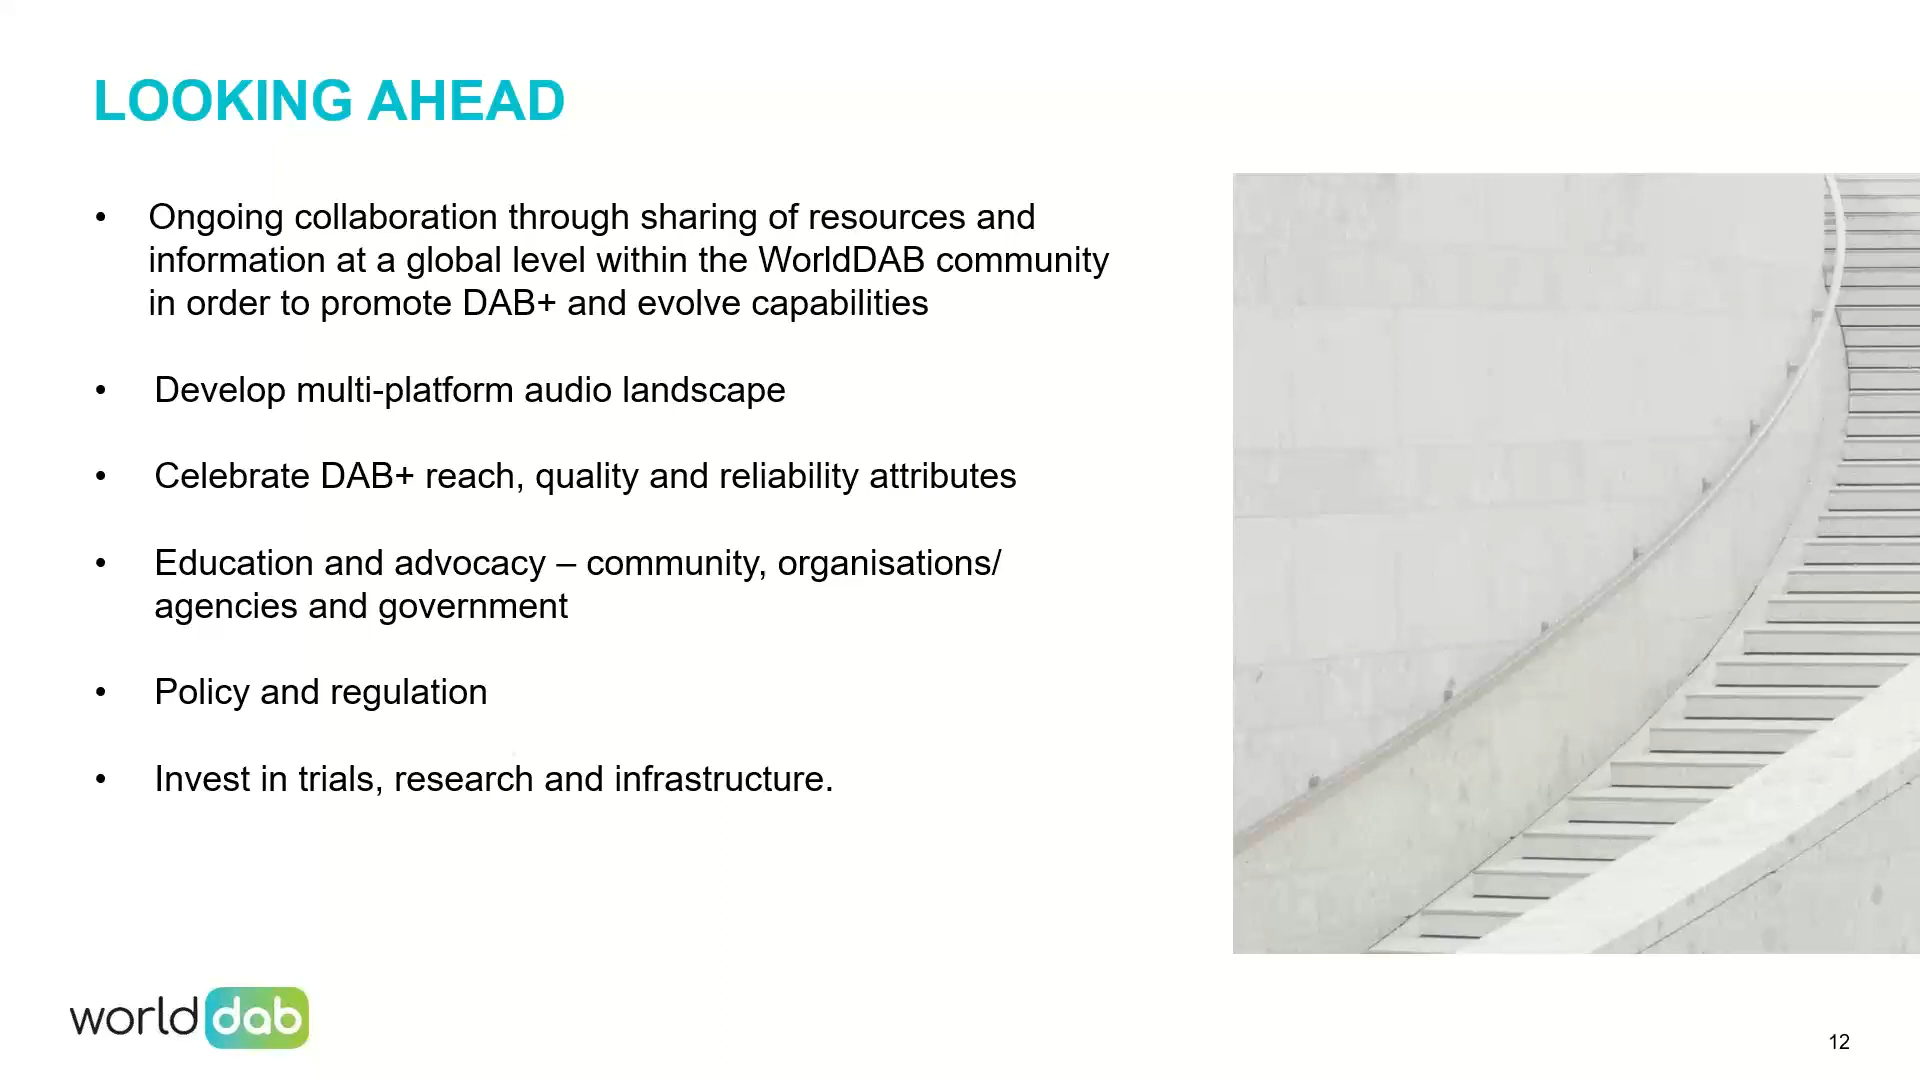 LOOKING AHEAD
• Ongoing collaboration through sharing of resources and
information at a global level within the WorldDAB community
in order to promote DAB+ and evolve capabilities
• Develop multi-platform audio landscape
• Celebrate DAB+ reach, quality and reliability attributes
• Education and advocacy – community, organisations/
agencies and government
• Policy and regulation
• Invest in trials, research and infrastructure.
world dab
12